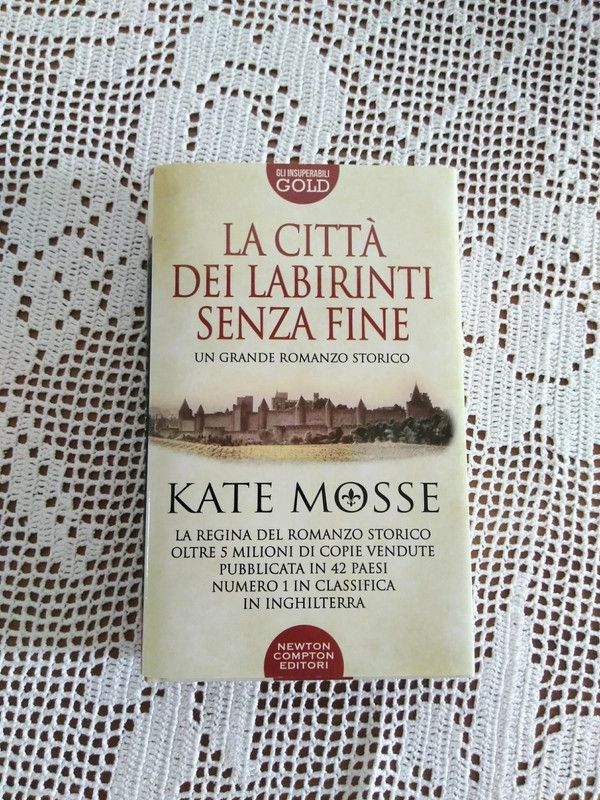 GLI INSUPERABILI
GOLD
LA CITTÀ
DEI LABIRINTI
SENZA FINE
UN GRANDE ROMANZO STORICO
KATE MOSSE
LA REGINA DEL ROMANZO STORICO
OLTRE 5 MILIONI DI COPIE VENDUTE
PUBBLICATA IN 42 PAESI
NUMERO 1 IN CLASSIFICA
IN INGHILTERRA
NEWTON
COMPTON
EDITORI